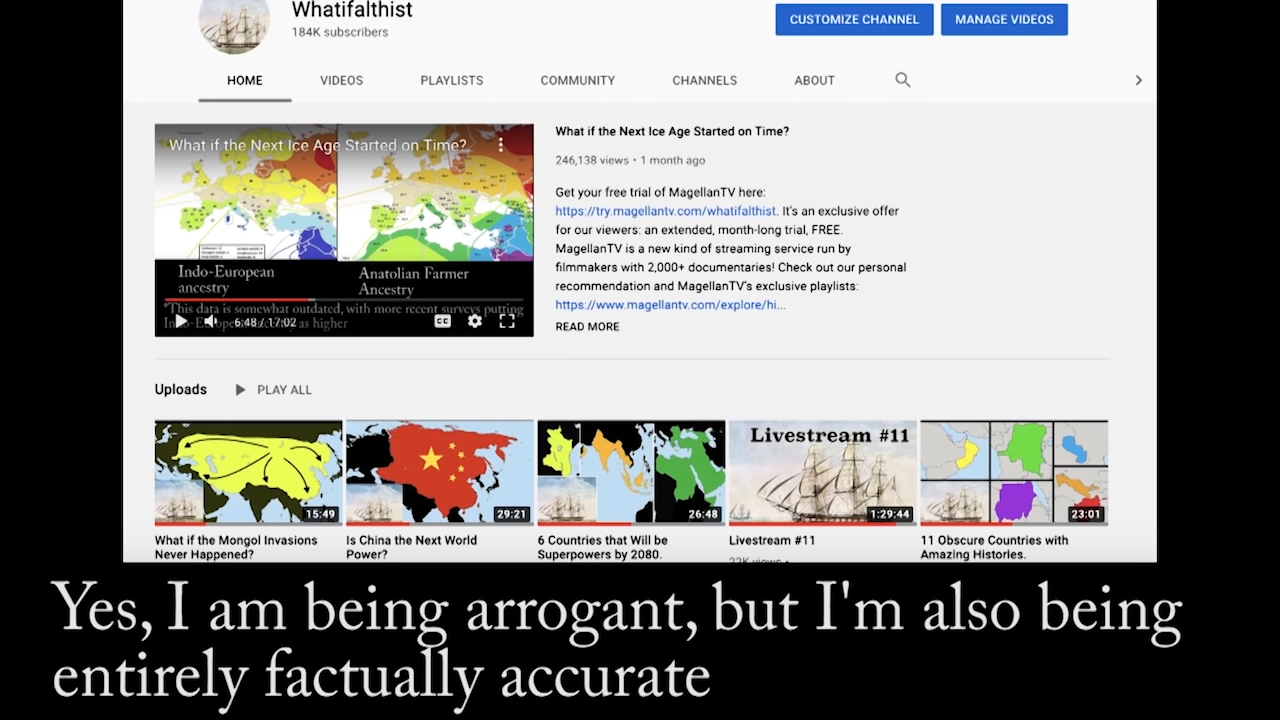 Whatifalthist
184K subscribers
CUSTOMIZE CHANNEL
MANAGE VIDEOS
HOME
VIDEOS
PLAYLISTS
COMMUNITY
CHANNELS
ABOUT
What if the Next Ice Age Started on Time?
Indo-European
ancestry
Anatolian Farmer
Ancestry
*This data is somewhat outdated, with more recent surveys putting
as higher
6:48 / 17:02
CC
What if the Next Ice Age Started on Time?
246,138 views • 1 month ago
Get your free trial of MagellanTV here:
https://try.magellantv.com/whatifalthist. It's an exclusive offer
for our viewers: an extended, month-long trial, FREE.
MagellanTV is a new kind of streaming service run by
filmmakers with 2,000+ documentaries! Check out our personal
recommendation and MagellanTV's exclusive playlists:
https://www.magellantv.com/explore/hi...
READ MORE
Uploads
PLAY ALL
15:49
What if the Mongol Invasions
Never Happened?
29:21
Is China the Next World
Power?
26:48
6 Countries that Will be
Superpowers by 2080.
Livestream #11
1:29:44
Livestream #11
23:01
11 Obscure Countries with
Amazing Histories.
Yes, I am being arrogant, but I'm also being
entirely factually accurate